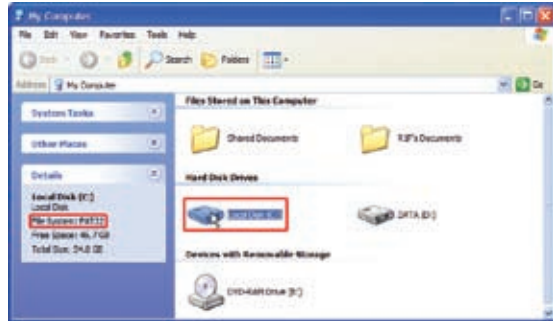 My Computer
File Edit View Favorites Tools Help
Back Search Folders
Address My Computer Go
System Tasks
Other Places
Details
Local Disk (C:)
Local Disk
File System: FAT32
Free Space: 46.7 GB
Total Size: 54.8 GB
Files Stored on This Computer
Shared Documents
's Documents
Hard Disk Drives
Local Disk (C:)
DATA (D:)
Devices with Removable Storage
DVD-RAM Drive (E:)